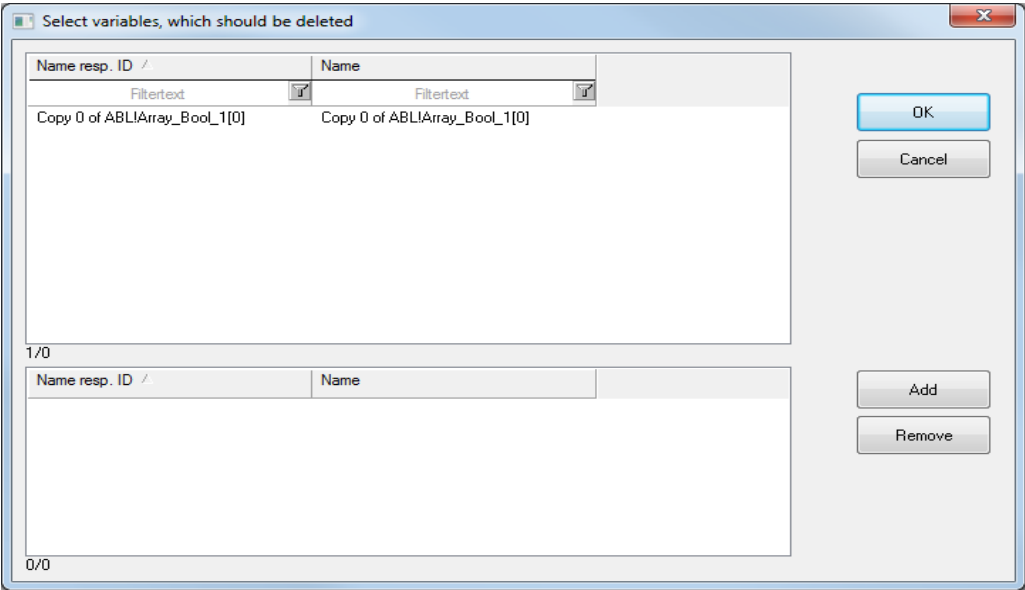 Select variables, which should be deleted
Name resp. ID Name
Filtertext Filtertext
Copy 0 of ABL!Array_Bool_1[0] Copy 0 of ABL!Array_Bool_1[0]
OK
Cancel
1/0
Name resp. ID Name
Add
Remove
0/0